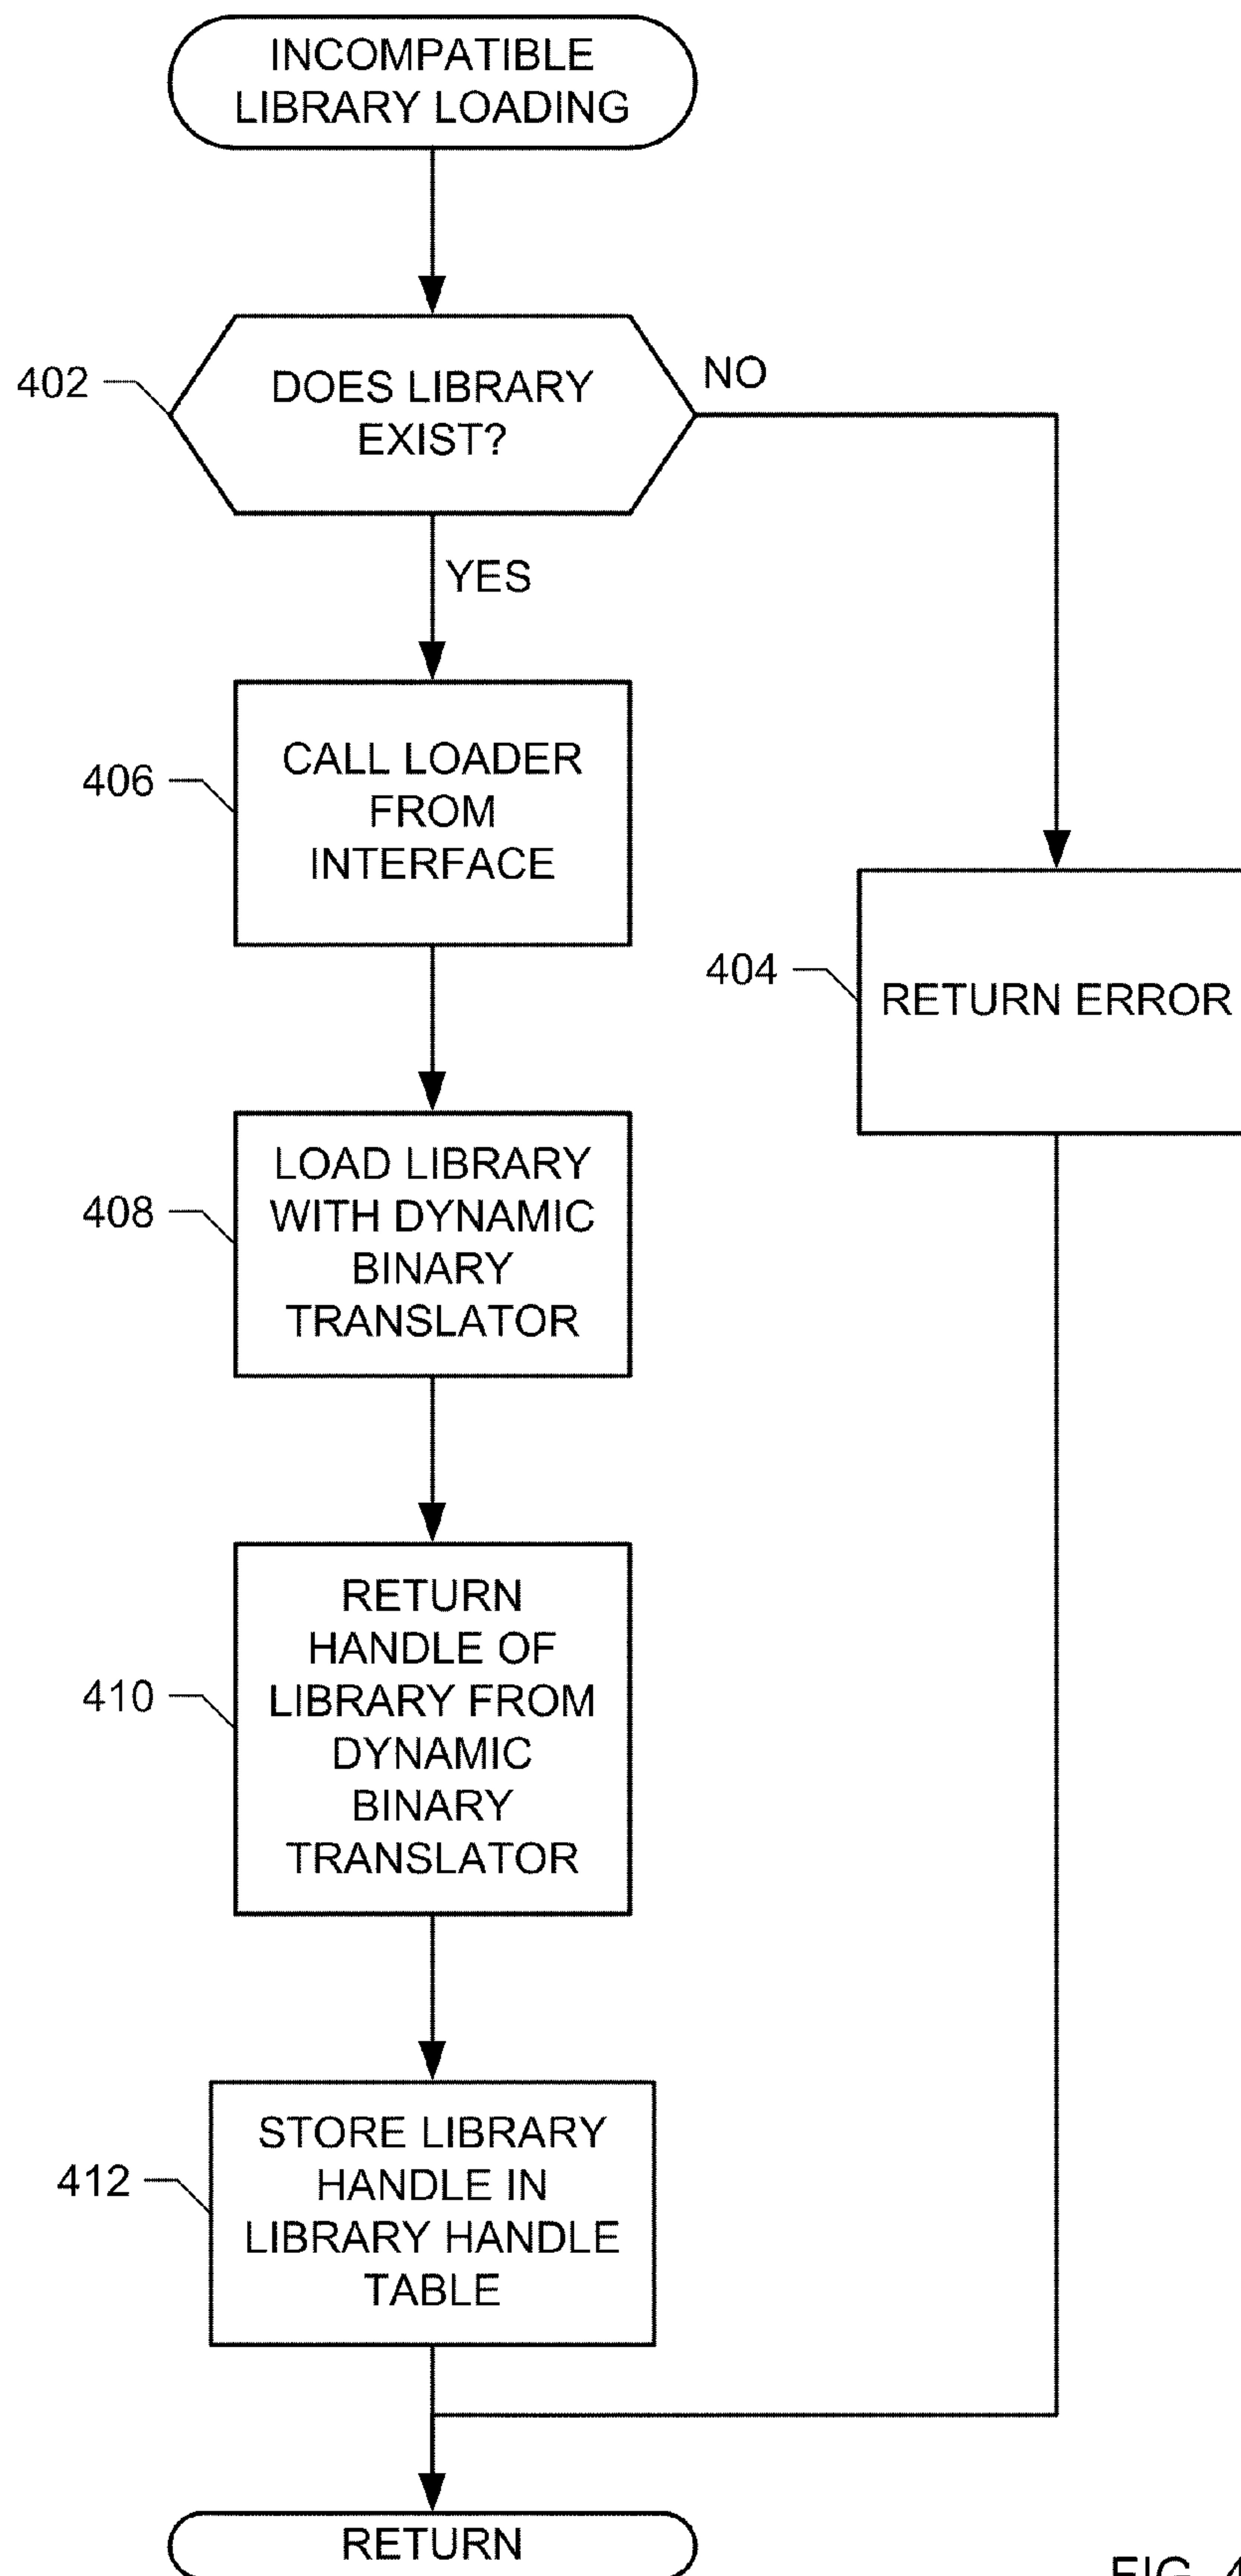 INCOMPATIBLE
LIBRARY LOADING
402
DOES LIBRARY
EXIST?
NO
YES
406
CALL LOADER
FROM
INTERFACE
404
RETURN ERROR
408
LOAD LIBRARY
WITH DYNAMIC
BINARY
TRANSLATOR
410
RETURN
HANDLE OF
LIBRARY FROM
DYNAMIC
BINARY
TRANSLATOR
412
STORE LIBRARY
HANDLE IN
LIBRARY HANDLE
TABLE
RETURN
FIG. 4